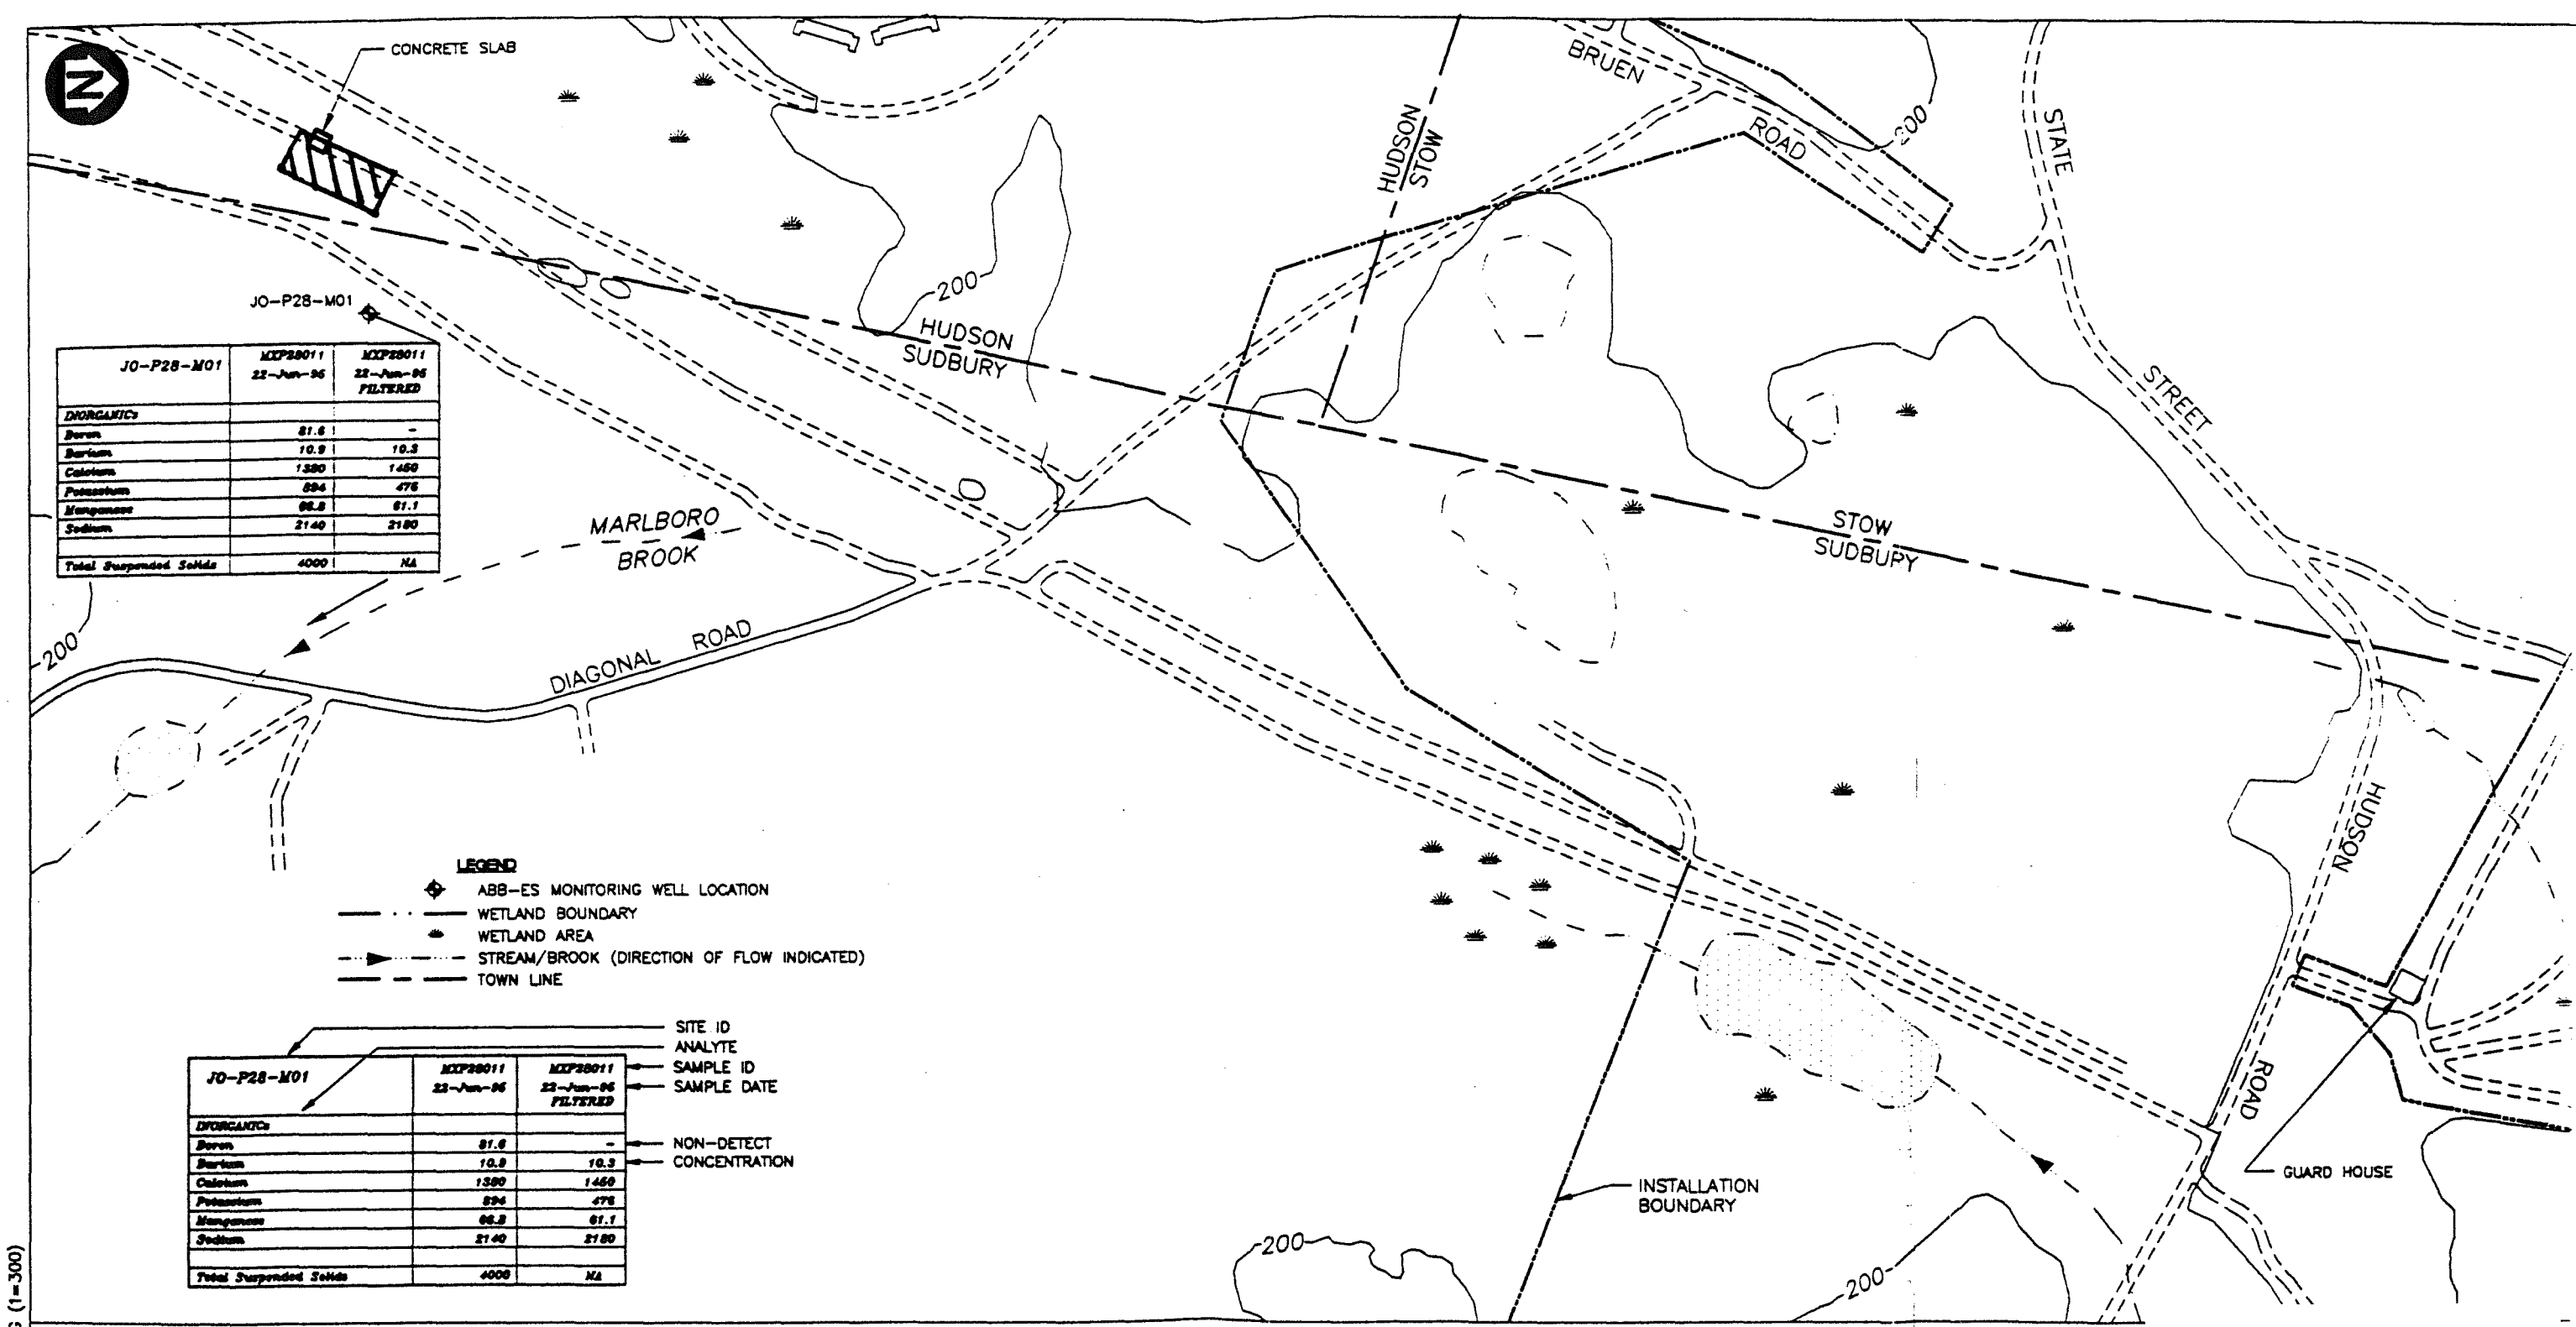 N
CONCRETE SLAB
BRUEN
ROAD
HUDSON
STOW
200
STATE
STREET
200
HUDSON
SUDBURY
JO-P28-M01
JO-P28-M01 MXP28011 MXP28011
22-Jun-95 22-Jun-95
FILTERED
INORGANICs
Boron 81.6 -
Barium 10.9 10.3
Calcium 1380 1460
Potassium 894 476
Manganese 66.8 61.1
Sodium 2140 2180
Total Suspended Solids 4000 NA
MARLBORO
BROOK
STOW
SUDBURY
200
DIAGONAL ROAD
HUDSON
ROAD
LEGEND
ABB-ES MONITORING WELL LOCATION
WETLAND BOUNDARY
WETLAND AREA
STREAM/BROOK (DIRECTION OF FLOW INDICATED)
TOWN LINE
SITE ID
ANALYTE
SAMPLE ID
SAMPLE DATE
JO-P28-M01 MXP28011 MXP28011
22-Jun-95 22-Jun-95
FILTERED
INORGANICs
Boron 81.6 -
NON-DETECT
Barium 10.9 10.3
CONCENTRATION
Calcium 1380 1460
Potassium 894 476
Manganese 66.8 61.1
Sodium 2140 2180
Total Suspended Solids 4000 NA
INSTALLATION
BOUNDARY
GUARD HOUSE
200
200
(1=300)